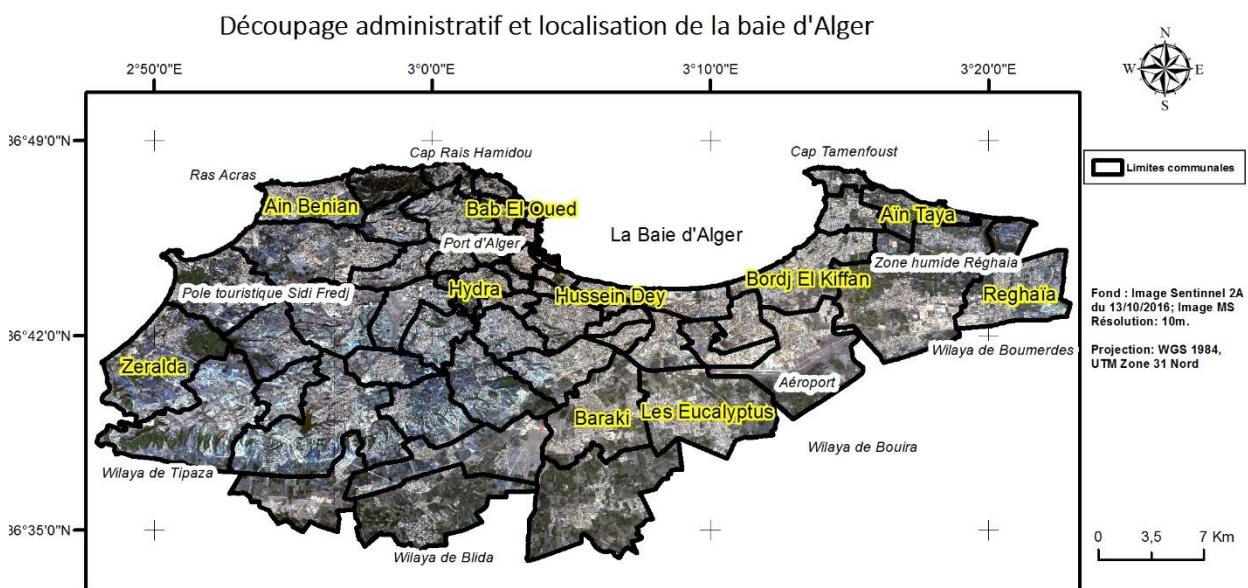 Découpage administratif et localisation de la baie d'Alger
N
W E
S
2°50'0"E 3°0'0"E 3°10'0"E 3°20'0"E
36°49'0"N
36°42'0"N
36°35'0"N
Cap Rais Hamidou
Cap Tamenfoust
Ras Acras
Limites communales
Ain Benian
Bab El Oued
Aïn Taya
La Baie d'Alger
Port d'Alger
Zone humide Réghaia
Bordj El Kiffan
Pole touristique Sidi Fredj
Hydra
Hussein Dey
Reghaïa
Fond : Image Sentinnel 2A
du 13/10/2016; Image MS
Résolution: 10m.
Wilaya de Boumerdes
Projection: WGS 1984,
UTM Zone 31 Nord
Zeralda
Aéroport
Baraki
Les Eucalyptus
Wilaya de Bouira
Wilaya de Tipaza
Wilaya de Blida
0 3,5 7 Km